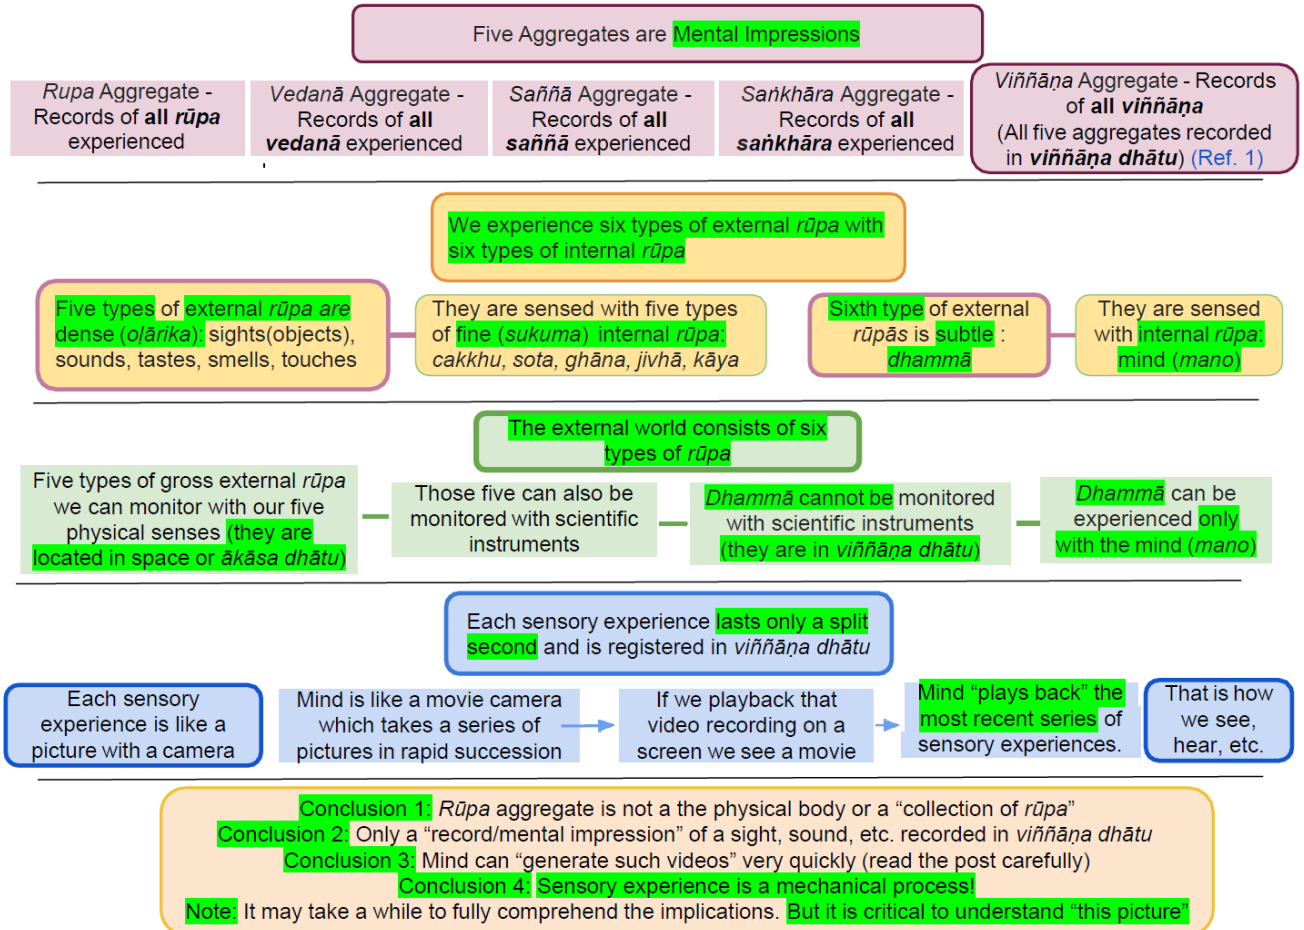 Five Aggregates are Mental Impressions
Rupa Aggregate -
Records of all rūpa
experienced
Vedanā Aggregate -
Records of all
vedanā experienced
Saññā Aggregate -
Records of all
saññā experienced
Saṅkhāra Aggregate -
Records of all
saṅkhāra experienced
Viññāṇa Aggregate - Records
of all viññāṇa
(All five aggregates recorded
in viññāṇa dhātu) (Ref. 1)
We experience six types of external rūpa with
six types of internal rūpa
Five types of external rūpa are
dense (oḷārika): sights(objects),
sounds, tastes, smells, touches
They are sensed with five types
of fine (sukuma) internal rūpa:
cakkhu, sota, ghāna, jivhā, kāya
Sixth type of external
rūpās is subtle :
dhammā
They are sensed
with internal rūpa:
mind (mano)
The external world consists of six
types of rūpa
Five types of gross external rūpa
we can monitor with our five
physical senses (they are
located in space or ākāsa dhātu)
Those five can also be
monitored with scientific
instruments
Dhammā cannot be monitored
with scientific instruments
(they are in viññāṇa dhātu)
Dhammā can be
experienced only
with the mind (mano)
Each sensory experience lasts only a split
second and is registered in viññāṇa dhātu
Each sensory
experience is like a
picture with a camera
Mind is like a movie camera
which takes a series of
pictures in rapid succession
If we playback that
video recording on a
screen we see a movie
Mind “plays back” the
most recent series of
sensory experiences.
That is how
we see,
hear, etc.
Conclusion 1: Rūpa aggregate is not a the physical body or a “collection of rūpa”
Conclusion 2: Only a “record/mental impression” of a sight, sound, etc. recorded in viññāṇa dhātu
Conclusion 3: Mind can “generate such videos” very quickly (read the post carefully)
Conclusion 4: Sensory experience is a mechanical process!
Note: It may take a while to fully comprehend the implications. But it is critical to understand “this picture”